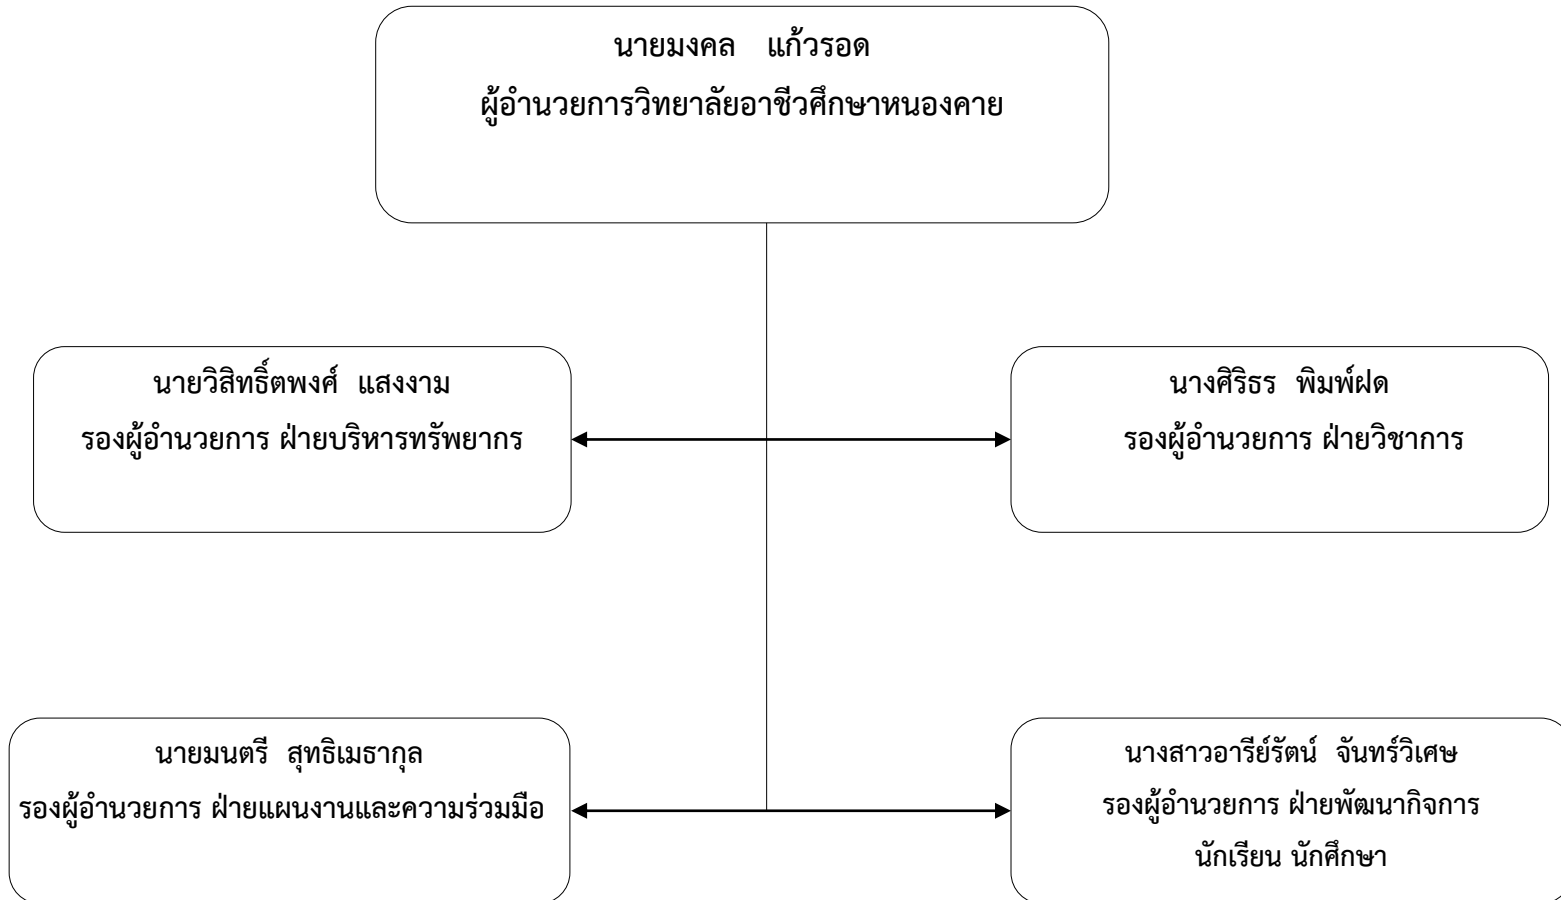 นายมงคล แก้วรอด
ผู้อำนวยการวิทยาลัยอาชีวศึกษาหนองคาย
นายวิสิทธิ์ตพงศ์ แสงงาม
รองผู้อำนวยการ ฝ่ายบริหารทรัพยากร
นางศิริธร พิมพ์ฝด
รองผู้อำนวยการ ฝ่ายวิชาการ
นายมนตรี สุทธิเมธากุล
รองผู้อำนวยการ ฝ่ายแผนงานและความร่วมมือ
นางสาวอารีย์รัตน์ จันทร์วิเศษ
รองผู้อำนวยการ ฝ่ายพัฒนากิจการ
นักเรียน นักศึกษา